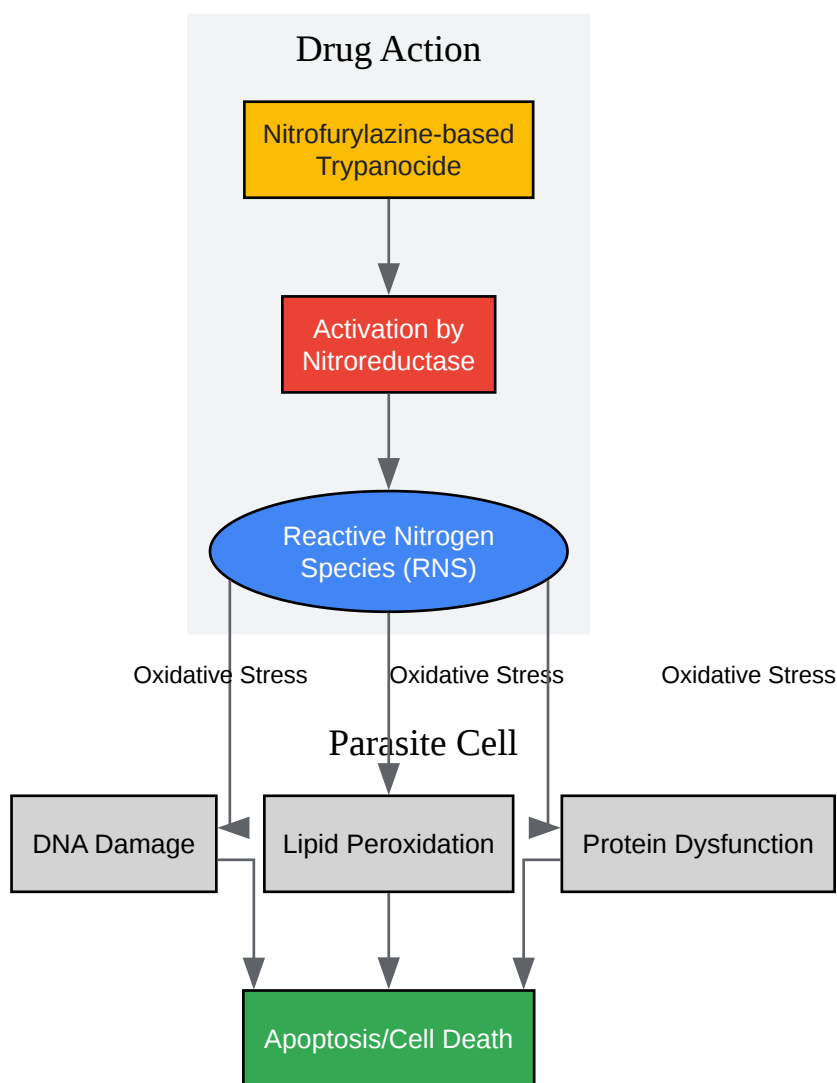 Drug Action
Nitrofurylazine-based
Trypanocide
Activation by
Nitroreductase
Reactive Nitrogen
Species (RNS)
Oxidative Stress
Oxidative Stress
Oxidative Stress
Parasite Cell
DNA Damage
Lipid Peroxidation
Protein Dysfunction
Apoptosis/Cell Death